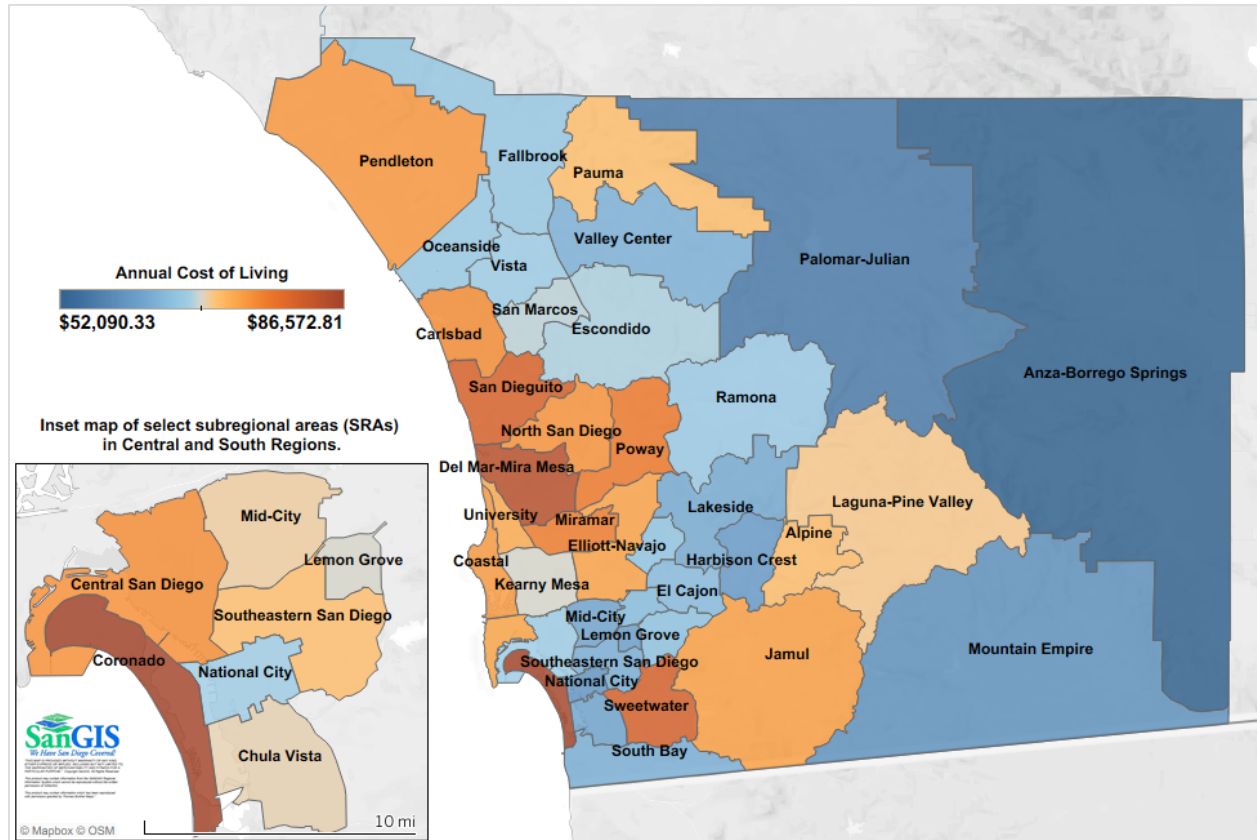 Pendleton
Fallbrook
Pauma
Oceanside
Valley Center
Vista
Palomar-Julian
Annual Cost of Living
$52,090.33 $86,572.81
San Marcos
Escondido
Carlsbad
Anza-Borrego Springs
San Dieguito
Ramona
Inset map of select subregional areas (SRAs)
in Central and South Regions.
North San Diego
Poway
Del Mar-Mira Mesa
Laguna-Pine Valley
Lakeside
University
Miramar
Alpine
Elliott-Navajo
Harbison Crest
Coastal
Kearny Mesa
El Cajon
Mid-City
Lemon Grove
Mountain Empire
Jamul
Southeastern San Diego
National City
Sweetwater
South Bay
Mid-City
Lemon Grove
Central San Diego
Southeastern San Diego
Coronado
National City
Chula Vista
SanGIS
We Have San Diego Covered!
10 mi
© Mapbox © OSM